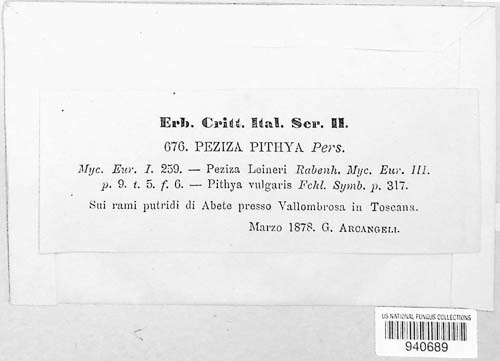 Erb. Critt. Ital. Ser. II.
676. PEZIZA PITHYA Pers.
Myc. Eur. I. 259. — Peziza Leineri Rabenh. Myc. Eur. III.
p. 9. t. 5. f. 6. — Pithya vulgaris Fckl. Symb. p. 317.
Sui rami putridi di Abete presso Vallombrosa in Toscana.
Marzo 1878. G. ARCANGELI.
US NATIONAL FUNGUS COLLECTIONS
940689